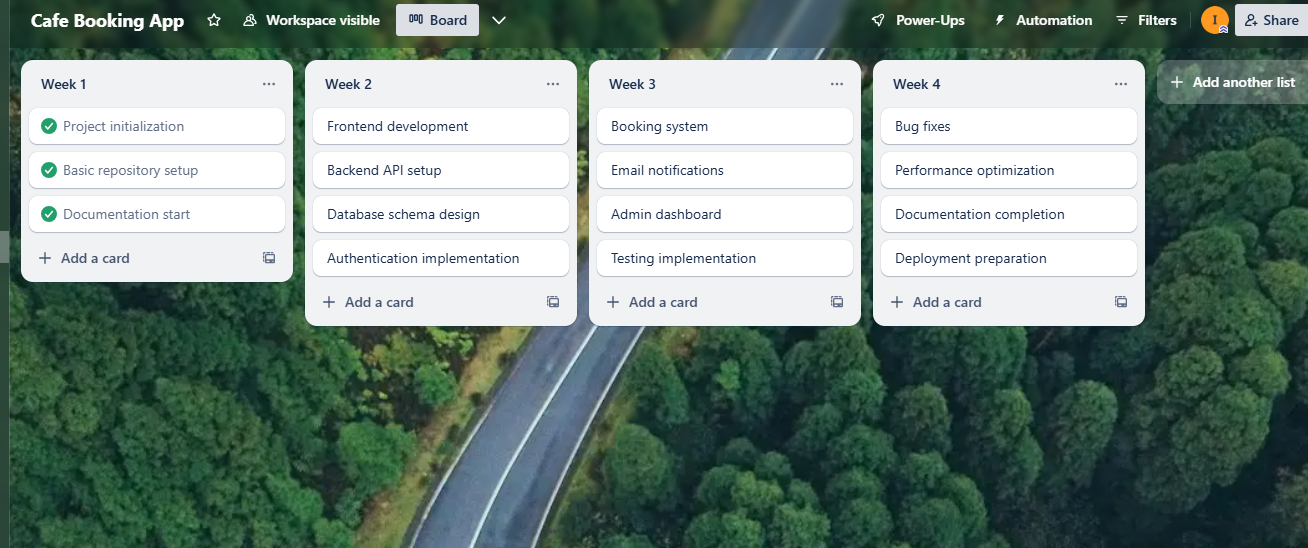 Cafe Booking App
Workspace visible
Board
Power-Ups
Automation
Filters
I
Share
Week 1
Project initialization
Basic repository setup
Documentation start
Add a card
Week 2
Frontend development
Backend API setup
Database schema design
Authentication implementation
Add a card
Week 3
Booking system
Email notifications
Admin dashboard
Testing implementation
Add a card
Week 4
Bug fixes
Performance optimization
Documentation completion
Deployment preparation
Add a card
Add another list